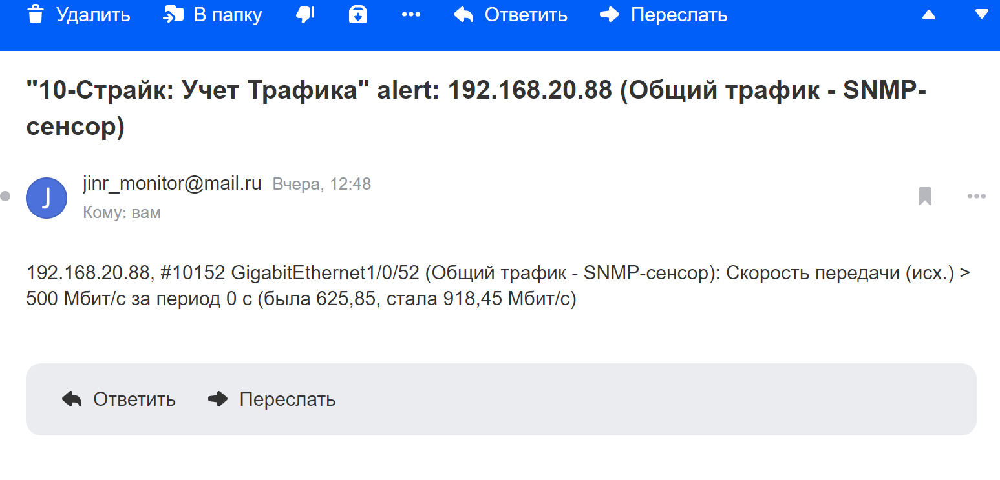 Удалить В папку Ответить Переслать
"10-Страйк: Учет Трафика" alert: 192.168.20.88 (Общий трафик - SNMP-
сенсор)
J
jinr_monitor@mail.ru Вчера, 12:48
Кому: вам
192.168.20.88, #10152 GigabitEthernet1/0/52 (Общий трафик - SNMP-сенсор): Скорость передачи (исх.) >
500 Мбит/с за период 0 с (была 625,85, стала 918,45 Мбит/с)
Ответить Переслать